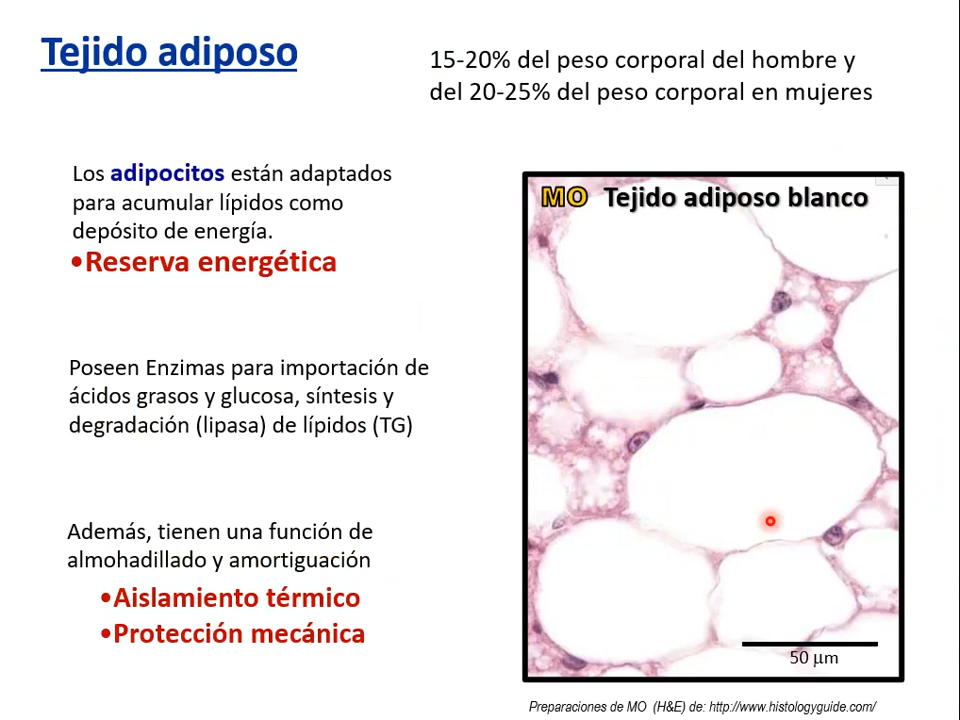 Tejido adiposo
15-20% del peso corporal del hombre y
del 20-25% del peso corporal en mujeres
Los adipocitos están adaptados
para acumular lípidos como
depósito de energía.
•Reserva energética
Poseen Enzimas para importación de
ácidos grasos y glucosa, síntesis y
degradación (lipasa) de lípidos (TG)
Además, tienen una función de
almohadillado y amortiguación
•Aislamiento térmico
•Protección mecánica
MO Tejido adiposo blanco
50 µm
Preparaciones de MO (H&E) de: http://www.histologyguide.com/